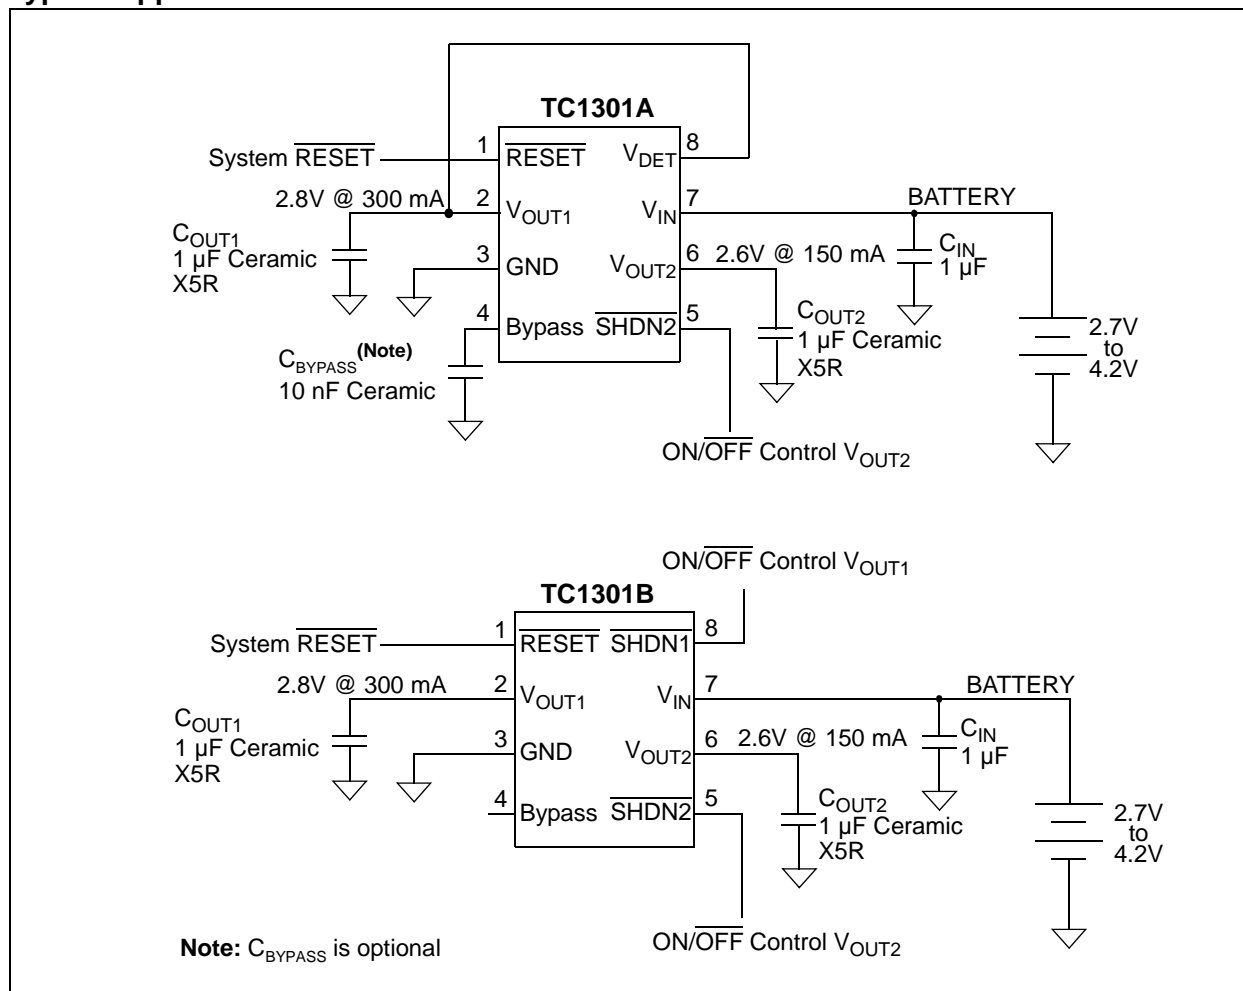 TC1301A
System RESET
1
RESET
VDET
8
2.8V @ 300 mA
2
VOUT1
VIN
7
BATTERY
COUT1
1 µF Ceramic
X5R
3
GND
VOUT2
6
2.6V @ 150 mA
CIN
1 µF
4
Bypass
SHDN2
5
COUT2
1 µF Ceramic
X5R
2.7V
to
4.2V
CBYPASS(Note)
10 nF Ceramic
ON/OFF Control VOUT2
ON/OFF Control VOUT1
TC1301B
System RESET
1
RESET
SHDN1
8
2.8V @ 300 mA
2
VOUT1
VIN
7
BATTERY
COUT1
1 µF Ceramic
X5R
3
GND
VOUT2
6
2.6V @ 150 mA
CIN
1 µF
4
Bypass
SHDN2
5
COUT2
1 µF Ceramic
X5R
2.7V
to
4.2V
Note: CBYPASS is optional
ON/OFF Control VOUT2